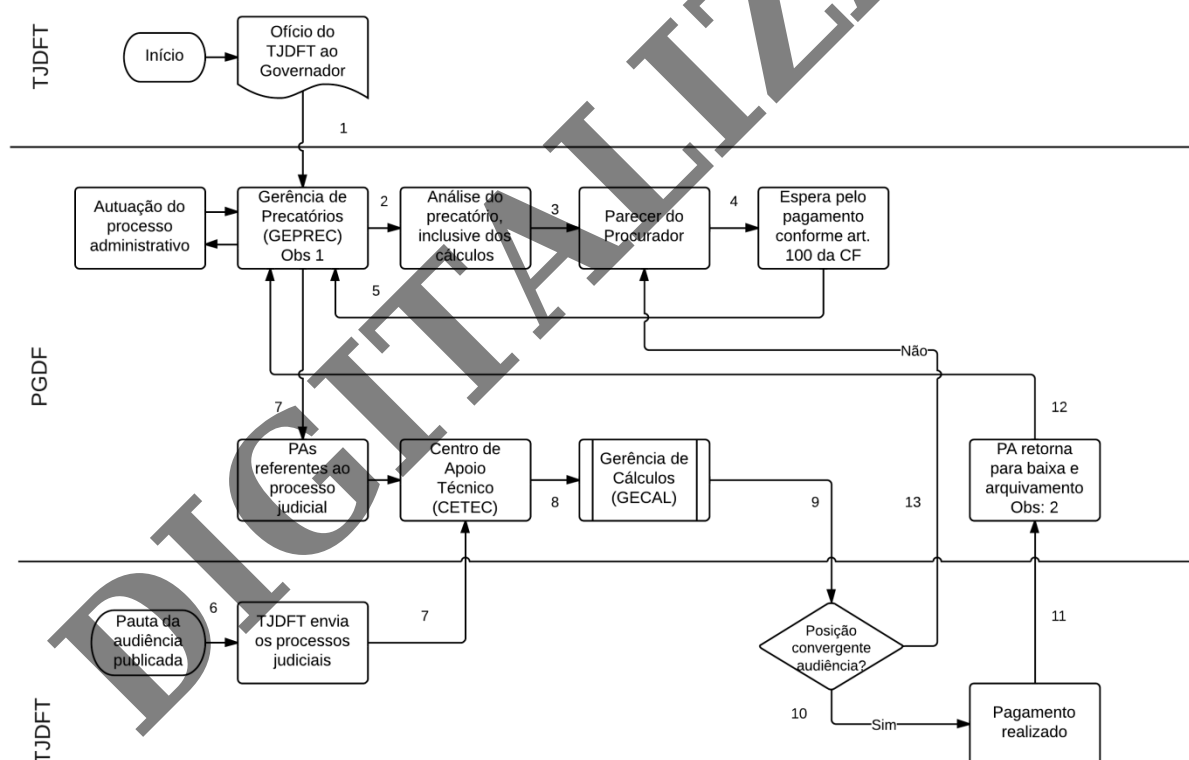 TJDFT
Início
Ofício do
TJDFT ao
Governador
1
PGDF
Autuação do
processo
administrativo
Gerência de
Precatórios
(GEPREC)
Obs 1
2
Análise do
precatório,
inclusive dos
cálculos
3
Parecer do
Procurador
4
Espera pelo
pagamento
conforme art.
100 da CF
5
Não
7
12
PAs
referentes ao
processo
judicial
Centro de
Apoio
Técnico
(CETEC)
8
Gerência de
Cálculos
(GECAL)
9
13
PA retorna
para baixa e
arquivamento
Obs: 2
TJDFT
Pauta da
audiência
publicada
6
TJDFT envia
os processos
judiciais
7
Posição
convergente
audiência?
11
10
Sim
Pagamento
realizado
DIGITALIZ